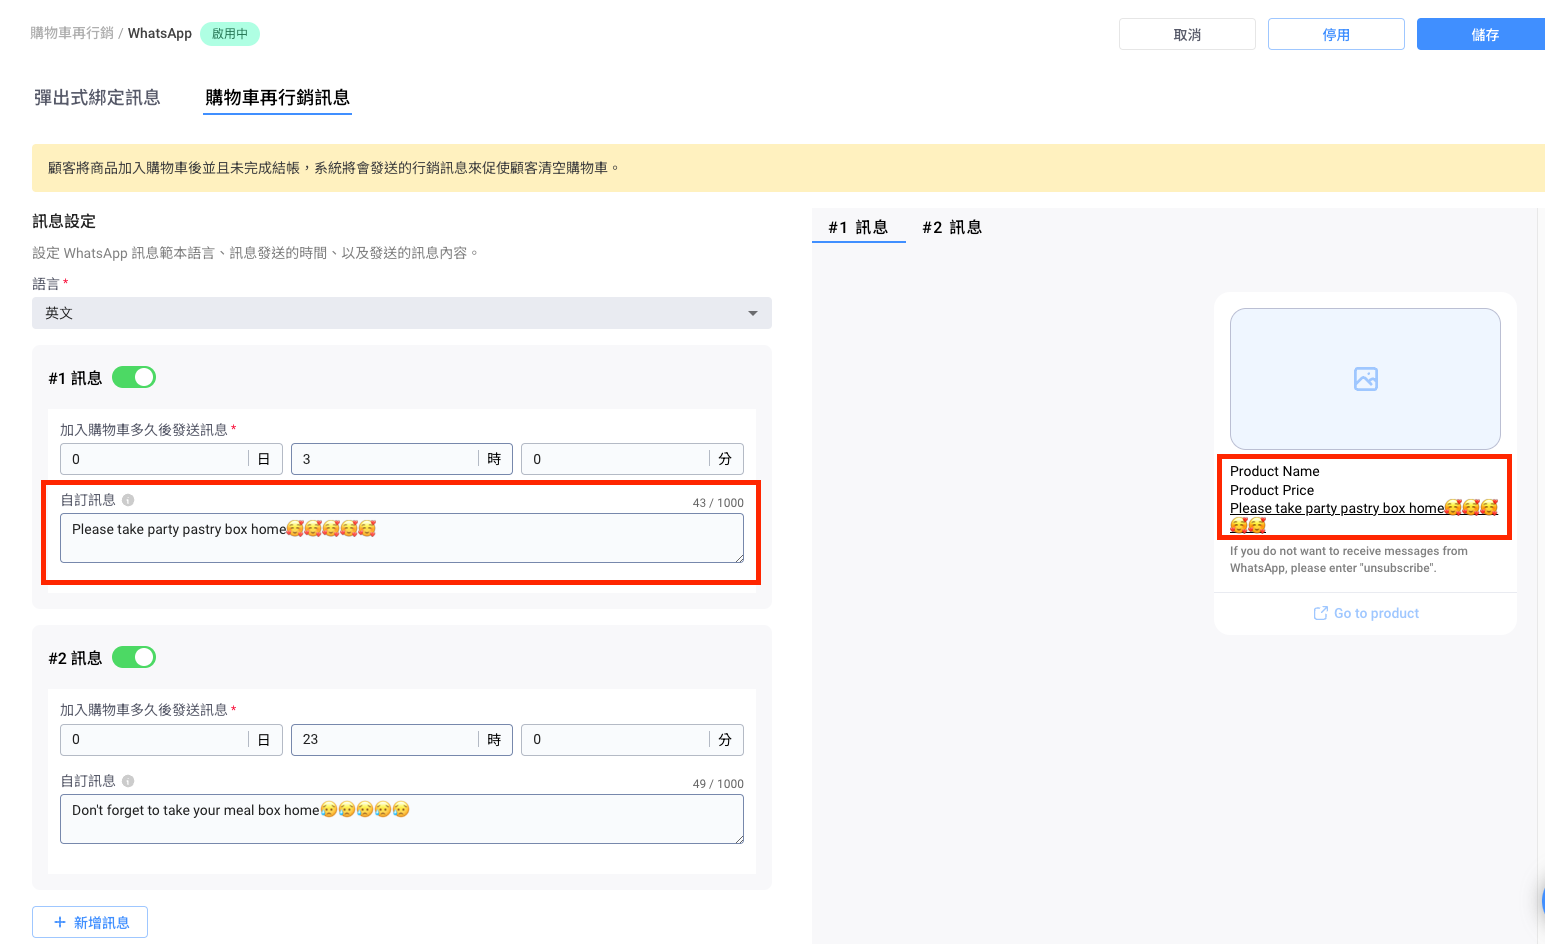 購物車再行銷 / WhatsApp 啟用中
取消 停用 儲存
彈出式綁定訊息 購物車再行銷訊息
顧客將商品加入購物車後並且未完成結帳，系統將會發送的行銷訊息來促使顧客清空購物車。
訊息設定
設定 WhatsApp 訊息範本語言、訊息發送的時間、以及發送的訊息內容。
語言*
英文
#1 訊息
加入購物車多久後發送訊息*
0 日 3 時 0 分
自訂訊息 43 / 1000
Please take party pastry box home🥰🥰🥰🥰🥰
#2 訊息
加入購物車多久後發送訊息*
0 日 23 時 0 分
自訂訊息 49 / 1000
Don't forget to take your meal box home😥😥😥😥😥
+ 新增訊息
#1 訊息 #2 訊息
Product Name
Product Price
Please take party pastry box home🥰🥰🥰
🥰🥰
If you do not want to receive messages from
WhatsApp, please enter "unsubscribe".
Go to product